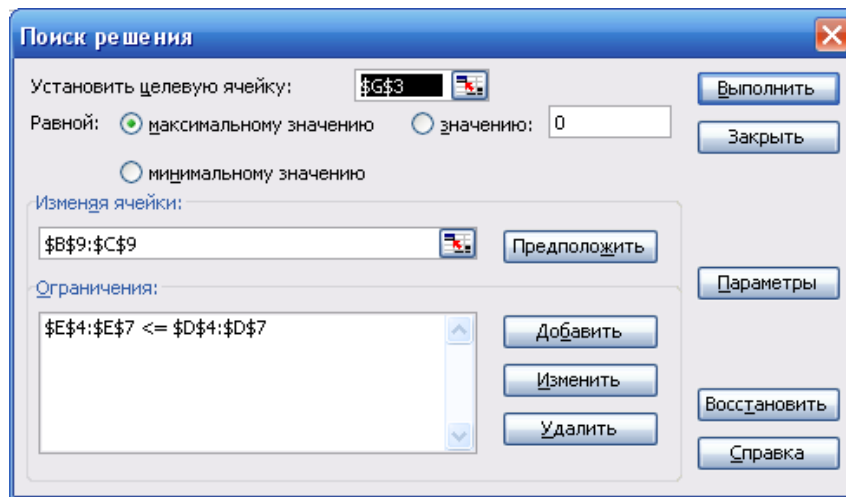 Поиск решения
Установить целевую ячейку: $G$3
Выполнить
Равной: максимальному значению значению: 0
Закрыть
минимальному значению
Изменяя ячейки:
$B$9:$C$9
Предположить
Ограничения:
Параметры
$E$4:$E$7 <= $D$4:$D$7
Добавить
Изменить
Удалить
Восстановить
Справка